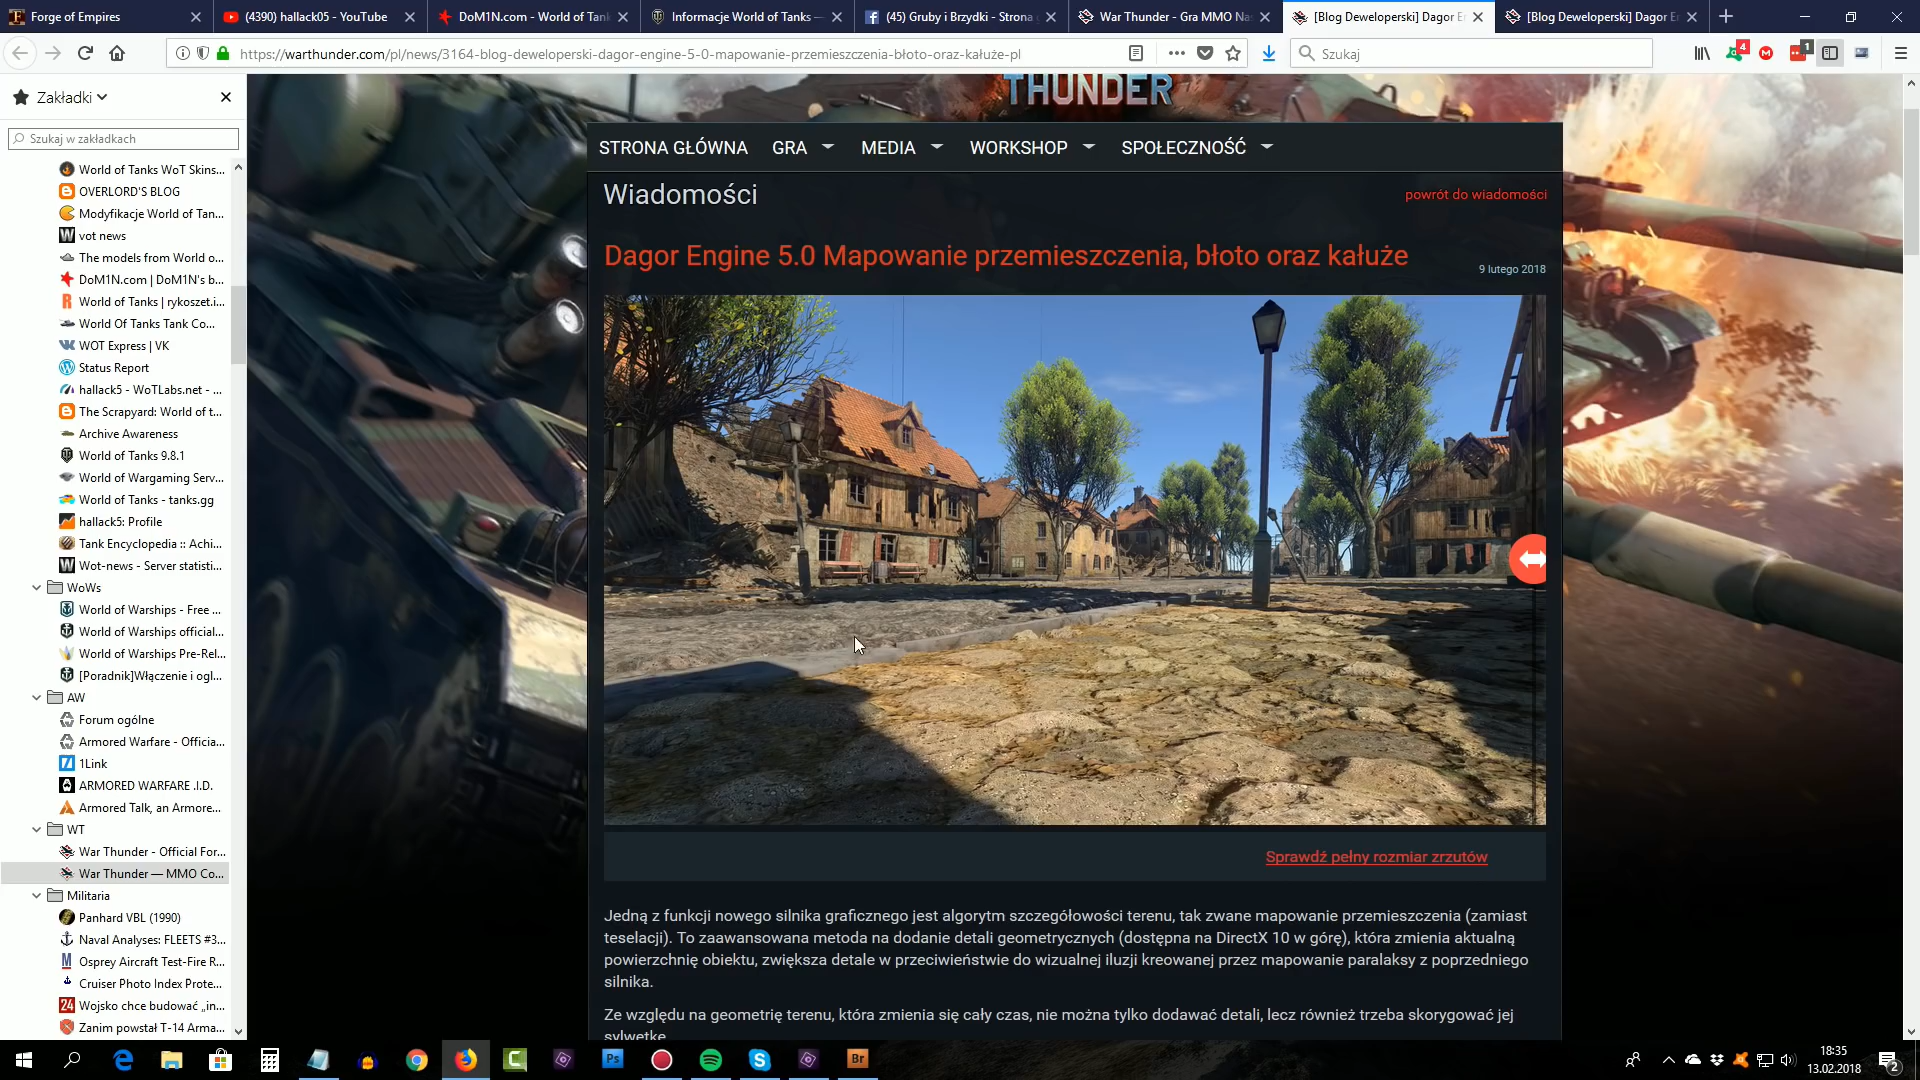 Forge of Empires
(4390) hallack05 - YouTube
DoM1N.com - World of Tank
Informacje World of Tanks —
(45) Gruby i Brzydki - Strona g
War Thunder - Gra MMO Na
[Blog Deweloperski] Dagor E
[Blog Deweloperski] Dagor E
https://warthunder.com/pl/news/3164-blog-deweloperski-dagor-engine-5-0-mapowanie-przemieszczenia-błoto-oraz-kałuże-pl
Szukaj
4
1
Zakładki
Szukaj w zakładkach
World of Tanks WoT Skins...
OVERLORD'S BLOG
Modyfikacje World of Tan...
vot news
The models from World o...
DoM1N.com | DoM1N's b...
World of Tanks | rykoszet.i...
World Of Tanks Tank Co...
WOT Express | VK
Status Report
hallack5 - WoTLabs.net - ...
The Scrapyard: World of t...
Archive Awareness
World of Tanks 9.8.1
World of Wargaming Serv...
World of Tanks - tanks.gg
hallack5: Profile
Tank Encyclopedia :: Achi...
Wot-news - Server statisti...
WoWs
World of Warships - Free ...
World of Warships official...
World of Warships Pre-Rel...
[Poradnik]Włączenie i ogl...
AW
Forum ogólne
Armored Warfare - Officia...
1Link
ARMORED WARFARE .I.D.
Armored Talk, an Armore...
WT
War Thunder - Official For...
War Thunder — MMO Co...
Militaria
Panhard VBL (1990)
Naval Analyses: FLEETS #3...
Osprey Aircraft Test-Fire R...
Cruiser Photo Index Prote...
Wojsko chce budować „in...
Zanim powstał T-14 Arma...
THUNDER
STRONA GŁÓWNA GRA MEDIA WORKSHOP SPOŁECZNOŚĆ
Wiadomości
powrót do wiadomości
Dagor Engine 5.0 Mapowanie przemieszczenia, błoto oraz kałuże
9 lutego 2018
Sprawdź pełny rozmiar zrzutów
Jedną z funkcji nowego silnika graficznego jest algorytm szczegółowości terenu, tak zwane mapowanie przemieszczenia (zamiast
teselacji). To zaawansowana metoda na dodanie detali geometrycznych (dostępna na DirectX 10 w górę), która zmienia aktualną
powierzchnię obiektu, zwiększa detale w przeciwieństwie do wizualnej iluzji kreowanej przez mapowanie paralaksy z poprzedniego
silnika.
Ze względu na geometrię terenu, która zmienia się cały czas, nie można tylko dodawać detali, lecz również trzeba skorygować jej
sylwetkę
Ps
Br
18:35
13.02.2018
2